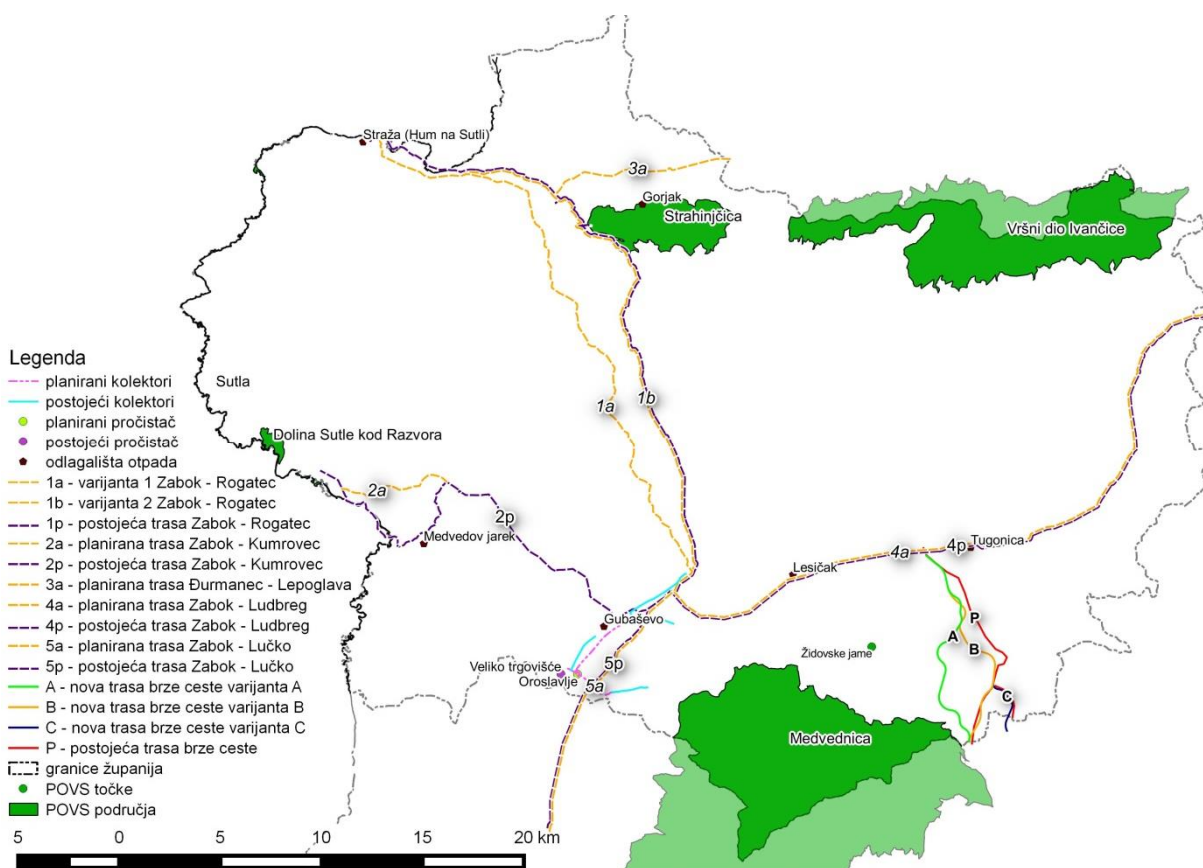 Straža (Hum na Sutli)
3a
Gorjak
Strahinjčica
Vršni dio Ivančice
Sutla
1a
1b
Dolina Sutle kod Razvora
2a
2p
Medvedov jarek
4a
4p
Tugonica
Lesičak
Gubaševo
P
A
B
C
Židovske jame
Veliko trgovišće
Oroslavlje
5p
5a
Medvednica
Legenda
planirani kolektori
postojeći kolektori
planirani pročistač
postojeći pročistač
odlagališta otpada
1a - varijanta 1 Zabok - Rogatec
1b - varijanta 2 Zabok - Rogatec
1p - postojeća trasa Zabok - Rogatec
2a - planirana trasa Zabok - Kumrovec
2p - postojeća trasa Zabok - Kumrovec
3a - planirana trasa Đurmanec - Lepoglava
4a - planirana trasa Zabok - Ludbreg
4p - postojeća trasa Zabok - Ludbreg
5a - planirana trasa Zabok - Lučko
5p - postojeća trasa Zabok - Lučko
A - nova trasa brze ceste varijanta A
B - nova trasa brze ceste varijanta B
C - nova trasa brze ceste varijanta C
P - postojeća trasa brze ceste
granice županija
POVS točke
POVS područja
5 0 5 10 15 20 km